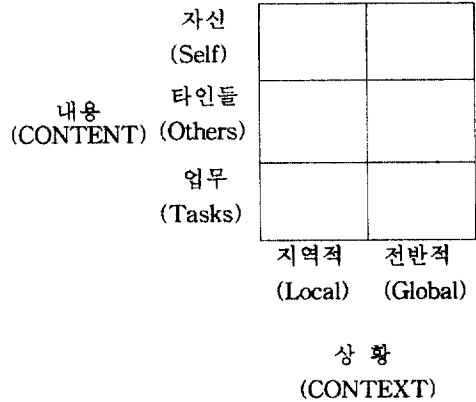 자신
(Self)
타인들
내용
(CONTENT) (Others)
업무
(Tasks)
지역적 전반적
(Local) (Global)
상 황
(CONTEXT)